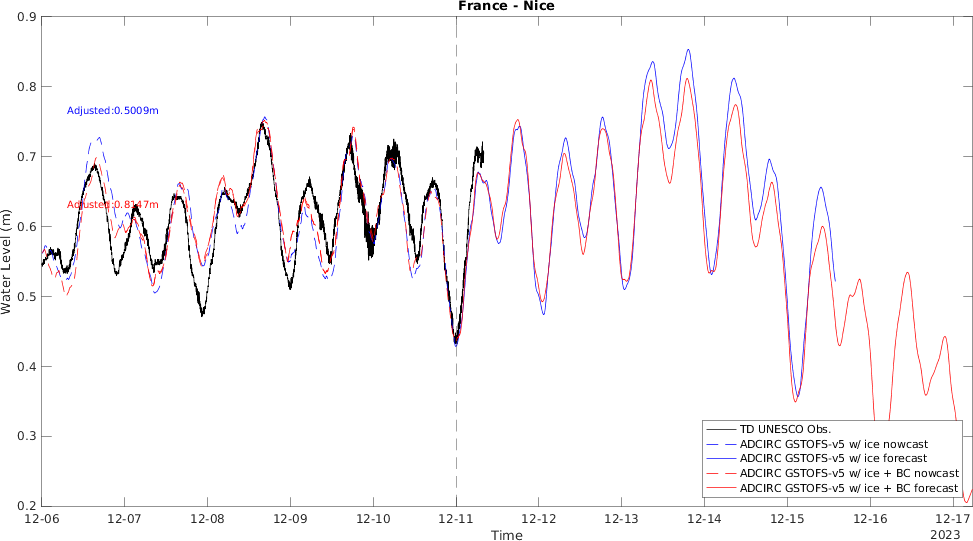 France - Nice
0.9
0.8
0.7
0.6
0.5
0.4
0.3
0.2
Water Level (m)
Adjusted:0.5009m
Adjusted:0.8147m
TD UNESCO Obs.
ADCIRC GSTOFS-v5 w/ ice nowcast
ADCIRC GSTOFS-v5 w/ ice forecast
ADCIRC GSTOFS-v5 w/ ice + BC nowcast
ADCIRC GSTOFS-v5 w/ ice + BC forecast
12-06 12-07 12-08 12-09 12-10 12-11 12-12 12-13 12-14 12-15 12-16 12-17
2023
Time